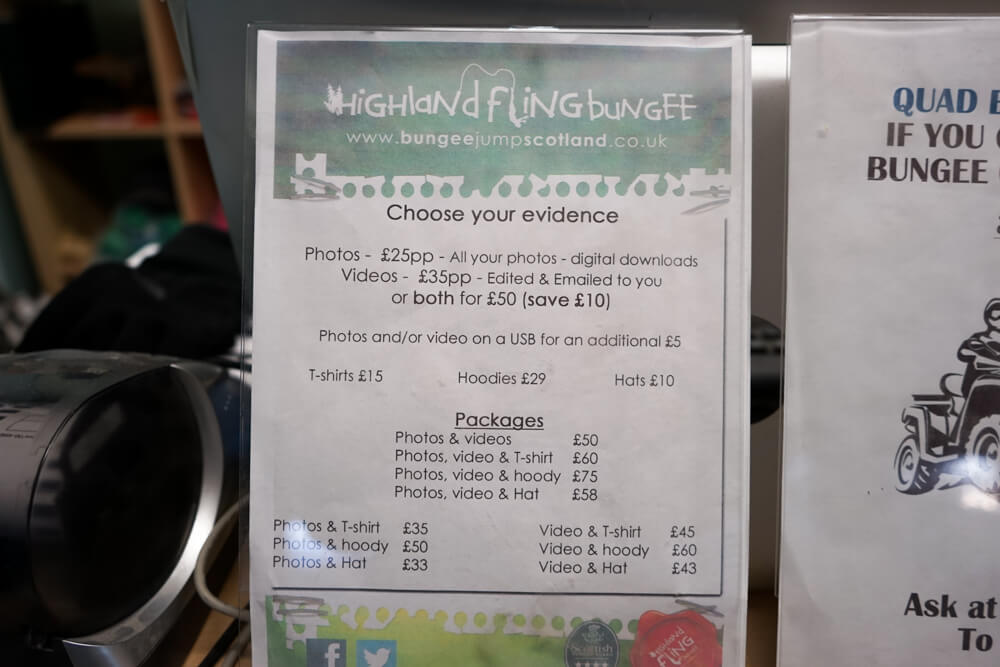 HIGHLAND FLING BUNGEE
www.bungeejumpscotland.co.uk
Choose your evidence
Photos - £25pp - All your photos - digital downloads
Videos - £35pp - Edited & Emailed to you
or both for £50 (save £10)
Photos and/or video on a USB for an additional £5
T-shirts £15 Hoodies £29 Hats £10
Packages
Photos & videos £50
Photos, video & T-shirt £60
Photos, video & hoody £75
Photos, video & Hat £58
Photos & T-shirt £35 Video & T-shirt £45
Photos & hoody £50 Video & hoody £60
Photos & Hat £33 Video & Hat £43
Scottish
HIGHLAND
FLING
QUAD
IF YOU
BUNGEE
Ask at
To